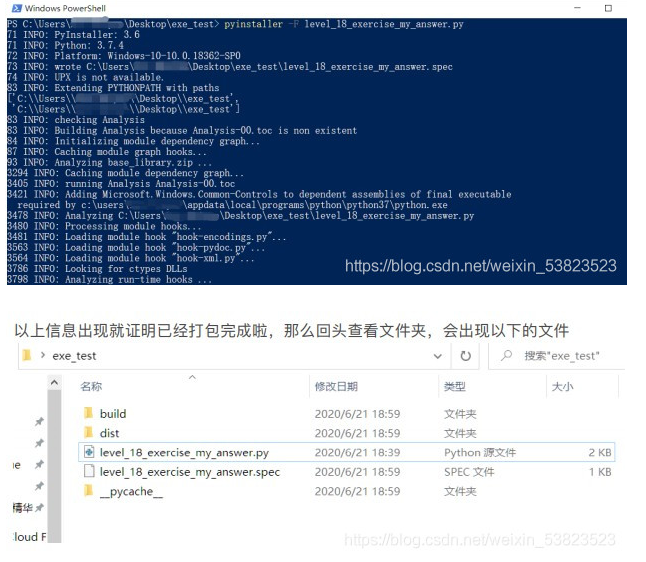 Windows PowerShell
PS C:\Users\ \Desktop\exe_test> pyinstaller -F level_18_exercise_my_answer.py
71 INFO: PyInstaller: 3.6
71 INFO: Python: 3.7.4
72 INFO: Platform: Windows-10-10.0.18362-SP0
73 INFO: wrote C:\Users\ \Desktop\exe_test\level_18_exercise_my_answer.spec
74 INFO: UPX is not available.
83 INFO: Extending PYTHONPATH with paths
['C:\\Users\\ \\Desktop\\exe_test',
'C:\\Users\\ \\Desktop\\exe_test']
83 INFO: checking Analysis
83 INFO: Building Analysis because Analysis-00.toc is non existent
84 INFO: Initializing module dependency graph...
87 INFO: Caching module graph hooks...
93 INFO: Analyzing base_library.zip ...
3294 INFO: Caching module dependency graph...
3405 INFO: running Analysis Analysis-00.toc
3421 INFO: Adding Microsoft.Windows.Common-Controls to dependent assemblies of final executable
required by c:\users\ \appdata\local\programs\python\python37\python.exe
3478 INFO: Analyzing C:\Users\ \Desktop\exe_test\level_18_exercise_my_answer.py
3480 INFO: Processing module hooks...
3481 INFO: Loading module hook "hook-encodings.py"...
3563 INFO: Loading module hook "hook-pydoc.py"...
3564 INFO: Loading module hook "hook-xml.py"...
3786 INFO: Looking for ctypes DLLs
3798 INFO: Analyzing run-time hooks ...
https://blog.csdn.net/weixin_53823523
以上信息出现就证明已经打包完成啦，那么回头查看文件夹，会出现以下的文件
exe_test 搜索"exe_test"
名称 修改日期 类型 大小
build 2020/6/21 18:59 文件夹
dist 2020/6/21 18:59 文件夹
level_18_exercise_my_answer.py 2020/6/21 18:39 Python 源文件 2 KB
level_18_exercise_my_answer.spec 2020/6/21 18:59 SPEC 文件 1 KB
__pycache__ 2020/6/21 18:59 文件夹
精华
Cloud F
https://blog.csdn.net/weixin_53823523